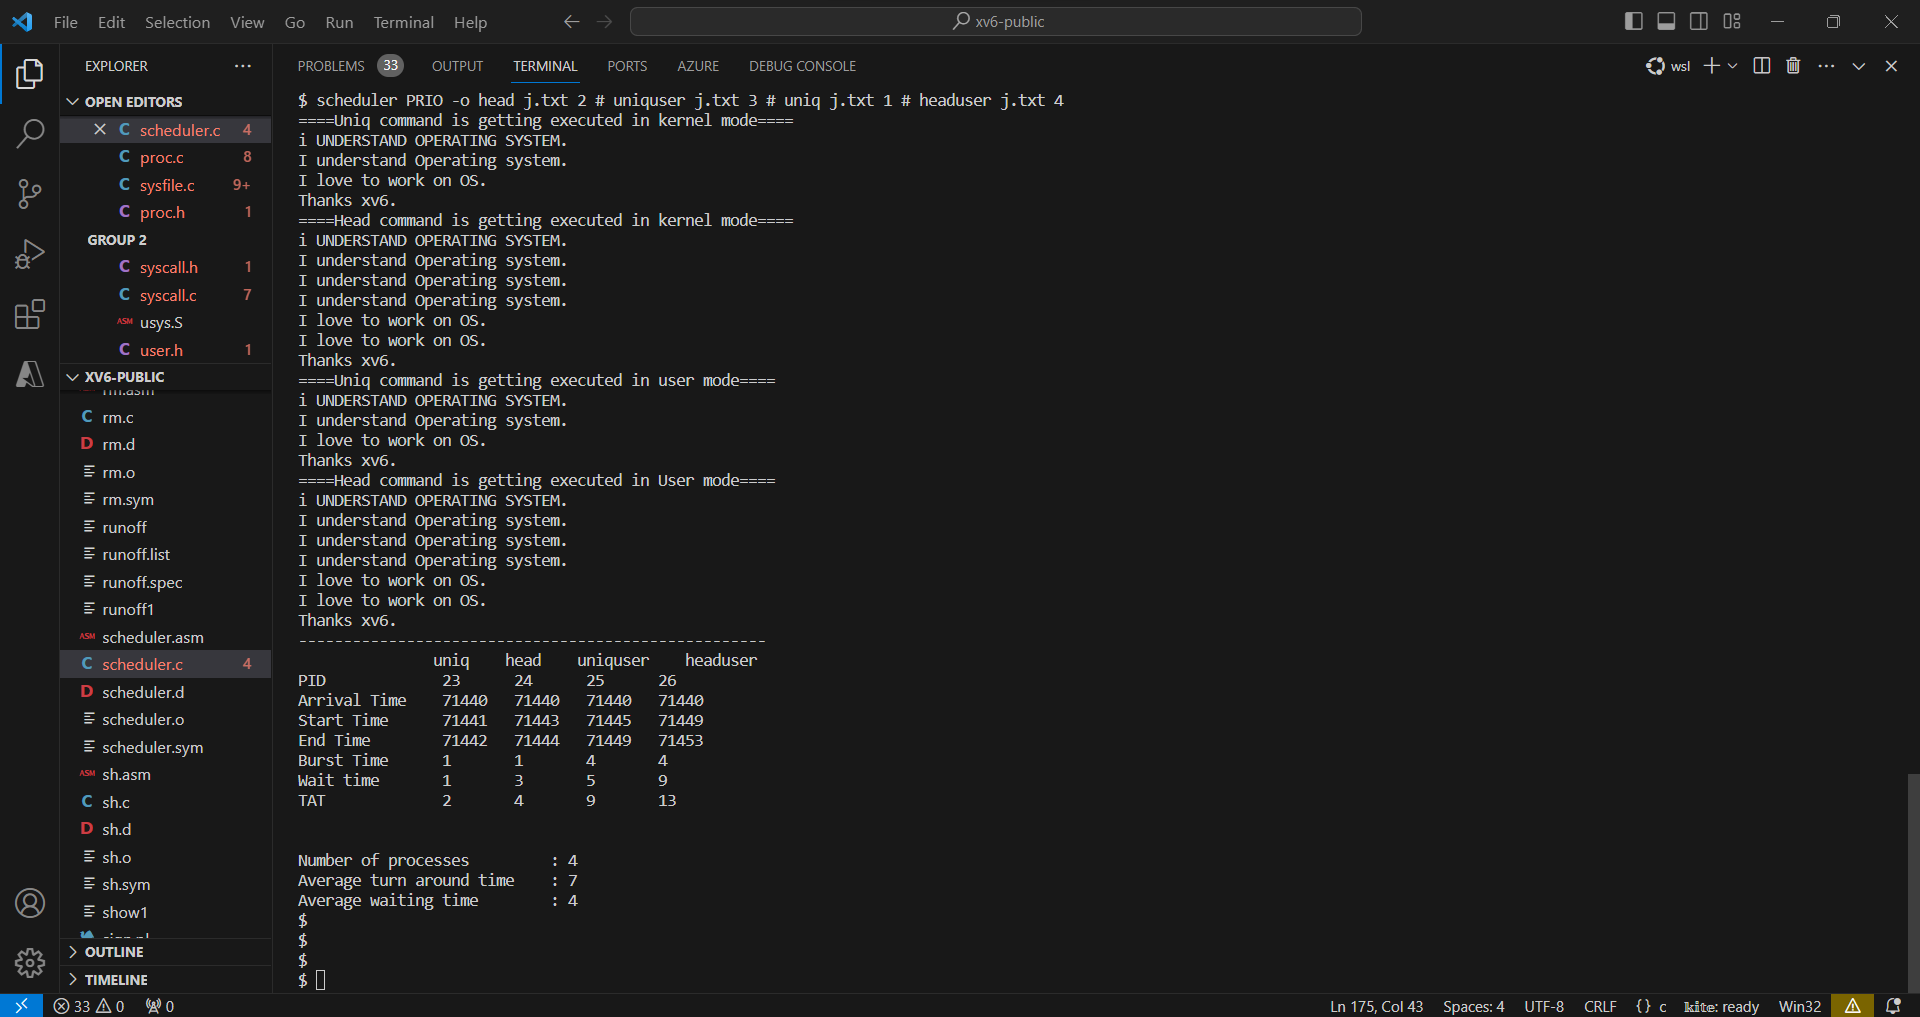 File Edit Selection View Go Run Terminal Help xv6-public
EXPLORER
OPEN EDITORS
scheduler.c 4
proc.c 8
sysfile.c 9+
proc.h 1
GROUP 2
syscall.h 1
syscall.c 7
ASM usys.S
user.h 1
XV6-PUBLIC
rm.asm
C rm.c
D rm.d
rm.o
rm.sym
runoff
runoff.list
runoff.spec
runoff1
ASM scheduler.asm
C scheduler.c 4
D scheduler.d
scheduler.o
scheduler.sym
ASM sh.asm
C sh.c
D sh.d
sh.o
sh.sym
show1
OUTLINE
TIMELINE
PROBLEMS 33 OUTPUT TERMINAL PORTS AZURE DEBUG CONSOLE wsl
$ scheduler PRIO -o head j.txt 2 # uniquser j.txt 3 # uniq j.txt 1 # headuser j.txt 4
====Uniq command is getting executed in kernel mode====
i UNDERSTAND OPERATING SYSTEM.
I understand Operating system.
I love to work on OS.
Thanks xv6.
====Head command is getting executed in kernel mode====
i UNDERSTAND OPERATING SYSTEM.
I understand Operating system.
I understand Operating system.
I understand Operating system.
I love to work on OS.
I love to work on OS.
Thanks xv6.
====Uniq command is getting executed in user mode====
i UNDERSTAND OPERATING SYSTEM.
I understand Operating system.
I love to work on OS.
Thanks xv6.
====Head command is getting executed in User mode====
i UNDERSTAND OPERATING SYSTEM.
I understand Operating system.
I understand Operating system.
I understand Operating system.
I love to work on OS.
I love to work on OS.
Thanks xv6.
----------------------------------------------------
uniq head uniquser headuser
PID 23 24 25 26
Arrival Time 71440 71440 71440 71440
Start Time 71441 71443 71445 71449
End Time 71442 71444 71449 71453
Burst Time 1 1 4 4
Wait time 1 3 5 9
TAT 2 4 9 13
Number of processes : 4
Average turn around time : 7
Average waiting time : 4
$
$
$
$
33 0 0 Ln 175, Col 43 Spaces: 4 UTF-8 CRLF {} c kite: ready Win32